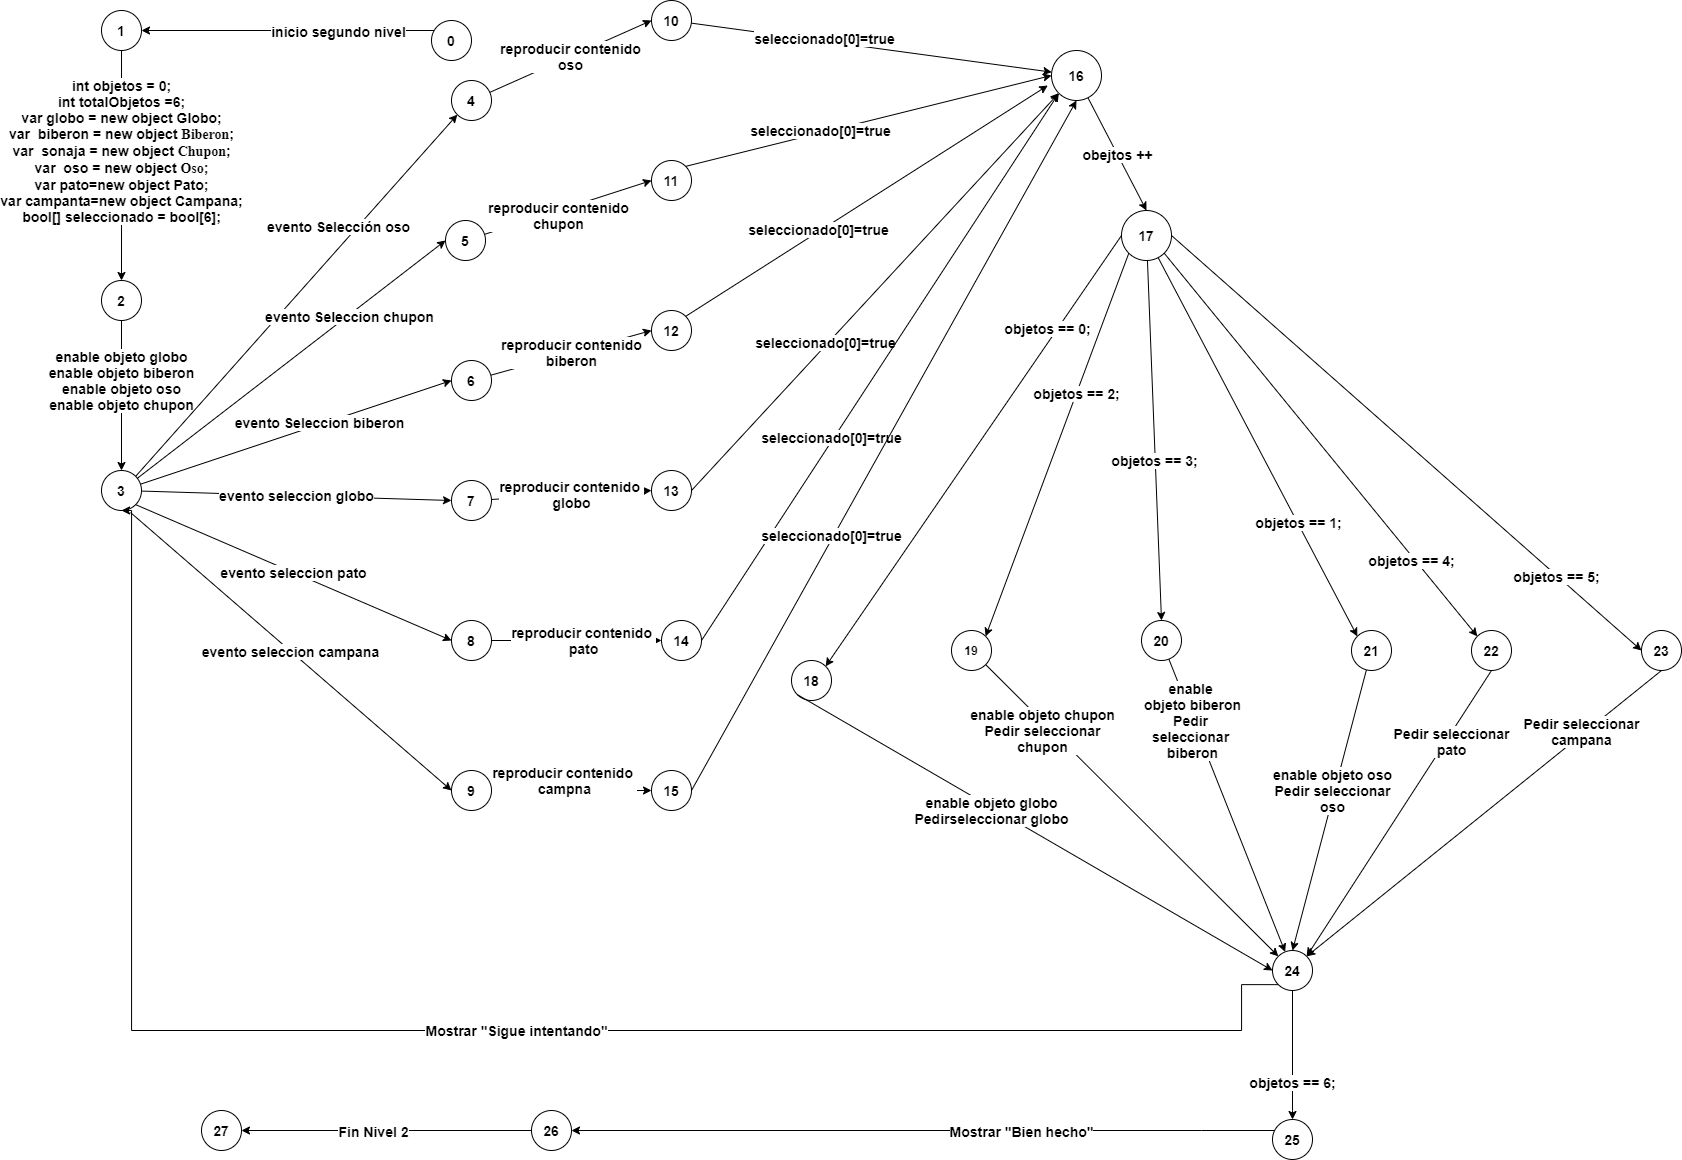 1
inicio segundo nivel
0
int objetos = 0;
int totalObjetos =6;
var globo = new object Globo;
var  biberon = new object Biberon;
var  sonaja = new object Chupon;
var  oso = new object Oso;
var pato=new object Pato;
var campanta=new object Campana;
bool[] seleccionado = bool[6];
2
enable objeto globo
enable objeto biberon
enable objeto oso
enable objeto chupon
3
evento Selección oso
evento Seleccion chupon
evento Seleccion biberon
evento seleccion globo
evento seleccion pato
evento seleccion campana
4
5
6
7
8
9
reproducir contenido
oso
reproducir contenido
chupon
reproducir contenido
biberon
reproducir contenido
globo
reproducir contenido
pato
reproducir contenido
campna
10
11
12
13
14
15
seleccionado[0]=true
seleccionado[0]=true
seleccionado[0]=true
seleccionado[0]=true
seleccionado[0]=true
seleccionado[0]=true
16
obejtos ++
17
objetos == 0;
objetos == 2;
objetos == 3;
objetos == 1;
objetos == 4;
objetos == 5;
18
19
20
21
22
23
enable objeto globo
Pedirseleccionar globo
enable objeto chupon
Pedir seleccionar
chupon
enable
objeto biberon
Pedir
seleccionar
biberon
enable objeto oso
Pedir seleccionar
oso
Pedir seleccionar
pato
Pedir seleccionar
campana
24
Mostrar "Sigue intentando"
objetos == 6;
25
Mostrar "Bien hecho"
26
Fin Nivel 2
27